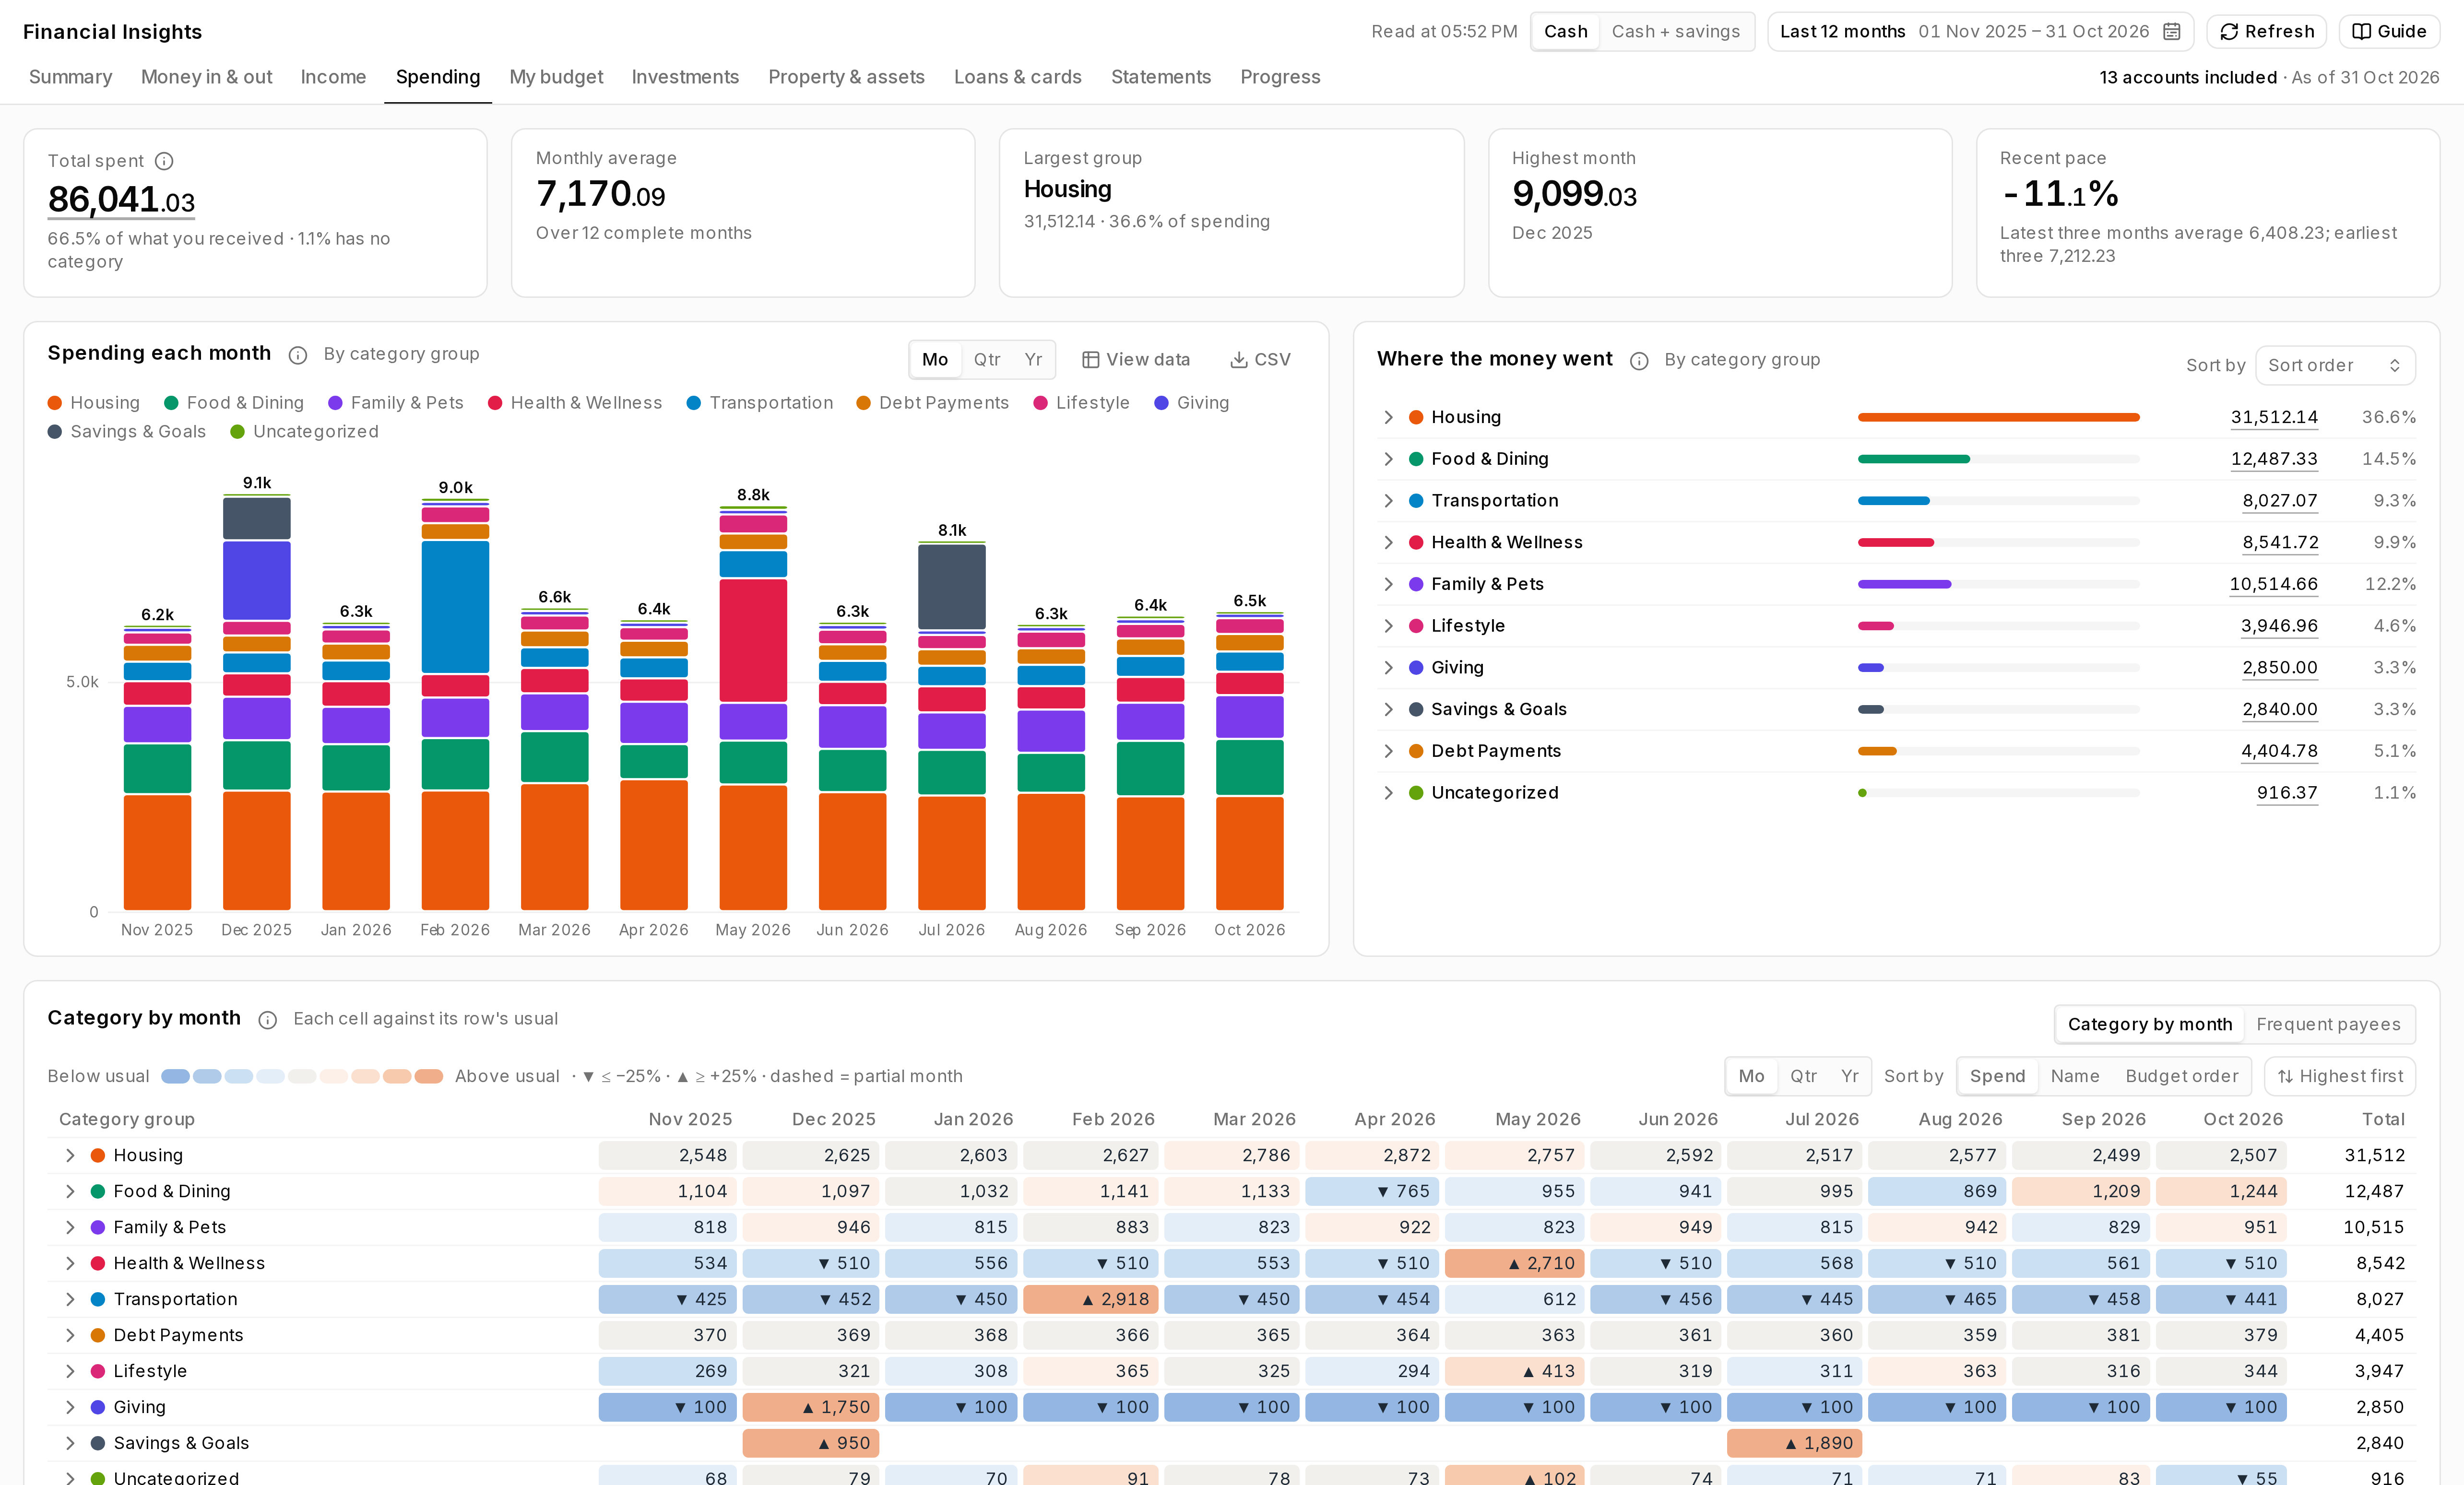 Financial Insights
Read at 05:52 PM Cash Cash + savings Last 12 months 01 Nov 2025 – 31 Oct 2026 Refresh Guide
Summary Money in & out Income Spending My budget Investments Property & assets Loans & cards Statements Progress 13 accounts included · As of 31 Oct 2026
Total spent
86,041.03
66.5% of what you received · 1.1% has no
category
Monthly average
7,170.09
Over 12 complete months
Largest group
Housing
31,512.14 · 36.6% of spending
Highest month
9,099.03
Dec 2025
Recent pace
-11.1%
Latest three months average 6,408.23; earliest
three 7,212.23
Spending each month By category group Mo Qtr Yr View data CSV
Housing Food & Dining Family & Pets Health & Wellness Transportation Debt Payments Lifestyle Giving
Savings & Goals Uncategorized
6.2k 9.1k 6.3k 9.0k 6.6k 6.4k 8.8k 6.3k 8.1k 6.3k 6.4k 6.5k
5.0k
0
Nov 2025 Dec 2025 Jan 2026 Feb 2026 Mar 2026 Apr 2026 May 2026 Jun 2026 Jul 2026 Aug 2026 Sep 2026 Oct 2026
Where the money went By category group Sort by Sort order
Housing 31,512.14 36.6%
Food & Dining 12,487.33 14.5%
Transportation 8,027.07 9.3%
Health & Wellness 8,541.72 9.9%
Family & Pets 10,514.66 12.2%
Lifestyle 3,946.96 4.6%
Giving 2,850.00 3.3%
Savings & Goals 2,840.00 3.3%
Debt Payments 4,404.78 5.1%
Uncategorized 916.37 1.1%
Category by month Each cell against its row's usual Category by month Frequent payees
Below usual Above usual · ▼ ≤ −25% · ▲ ≥ +25% · dashed = partial month Mo Qtr Yr Sort by Spend Name Budget order Highest first
Category group Nov 2025 Dec 2025 Jan 2026 Feb 2026 Mar 2026 Apr 2026 May 2026 Jun 2026 Jul 2026 Aug 2026 Sep 2026 Oct 2026 Total
Housing 2,548 2,625 2,603 2,627 2,786 2,872 2,757 2,592 2,517 2,577 2,499 2,507 31,512
Food & Dining 1,104 1,097 1,032 1,141 1,133 ▼ 765 955 941 995 869 1,209 1,244 12,487
Family & Pets 818 946 815 883 823 922 823 949 815 942 829 951 10,515
Health & Wellness 534 ▼ 510 556 ▼ 510 553 ▼ 510 ▲ 2,710 ▼ 510 568 ▼ 510 561 ▼ 510 8,542
Transportation ▼ 425 ▼ 452 ▼ 450 ▲ 2,918 ▼ 450 ▼ 454 612 ▼ 456 ▼ 445 ▼ 465 ▼ 458 ▼ 441 8,027
Debt Payments 370 369 368 366 365 364 363 361 360 359 381 379 4,405
Lifestyle 269 321 308 365 325 294 ▲ 413 319 311 363 316 344 3,947
Giving ▼ 100 ▲ 1,750 ▼ 100 ▼ 100 ▼ 100 ▼ 100 ▼ 100 ▼ 100 ▼ 100 ▼ 100 ▼ 100 ▼ 100 2,850
Savings & Goals ▲ 950 ▲ 1,890 2,840
Uncategorized 68 79 70 91 78 73 ▲ 102 74 71 71 83 ▼ 55 916